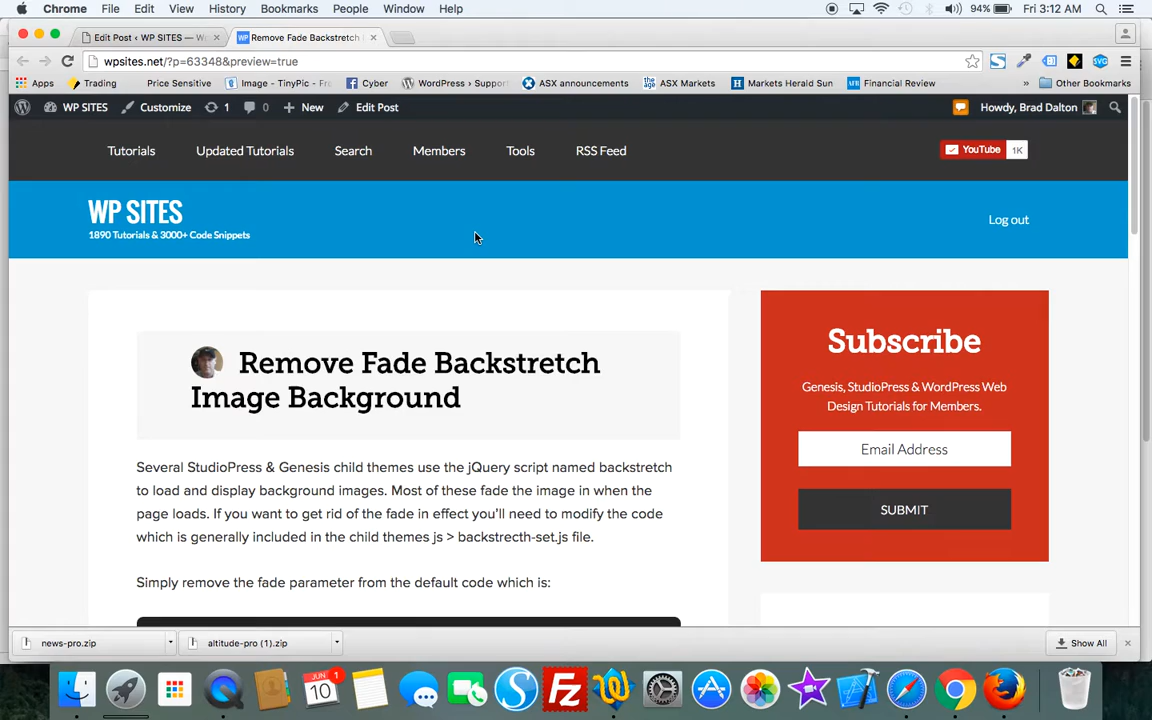 Chrome File Edit View History Bookmarks People Window Help 94% Fri 3:12 AM
Edit Post ‹ WP SITES — W
Remove Fade Backstretch
wpsites.net/?p=63348&preview=true
Apps Trading Price Sensitive Image - TinyPic - Fre Facebook Cyber WordPress › Support ASX announcements ASX Markets Markets Herald Sun Financial Review » Other Bookmarks
WP SITES Customize 1 0 + New Edit Post Howdy, Brad Dalton
Tutorials Updated Tutorials Search Members Tools RSS Feed YouTube 1K
WP SITES
1890 Tutorials & 3000+ Code Snippets
Log out
Remove Fade Backstretch
Image Background
Several StudioPress & Genesis child themes use the jQuery script named backstretch
to load and display background images. Most of these fade the image in when the
page loads. If you want to get rid of the fade in effect you'll need to modify the code
which is generally included in the child themes js > backstrecth-set.js file.
Simply remove the fade parameter from the default code which is:
Subscribe
Genesis, StudioPress & WordPress Web
Design Tutorials for Members.
Email Address
SUBMIT
news-pro.zip altitude-pro (1).zip Show All
JUN
10
1